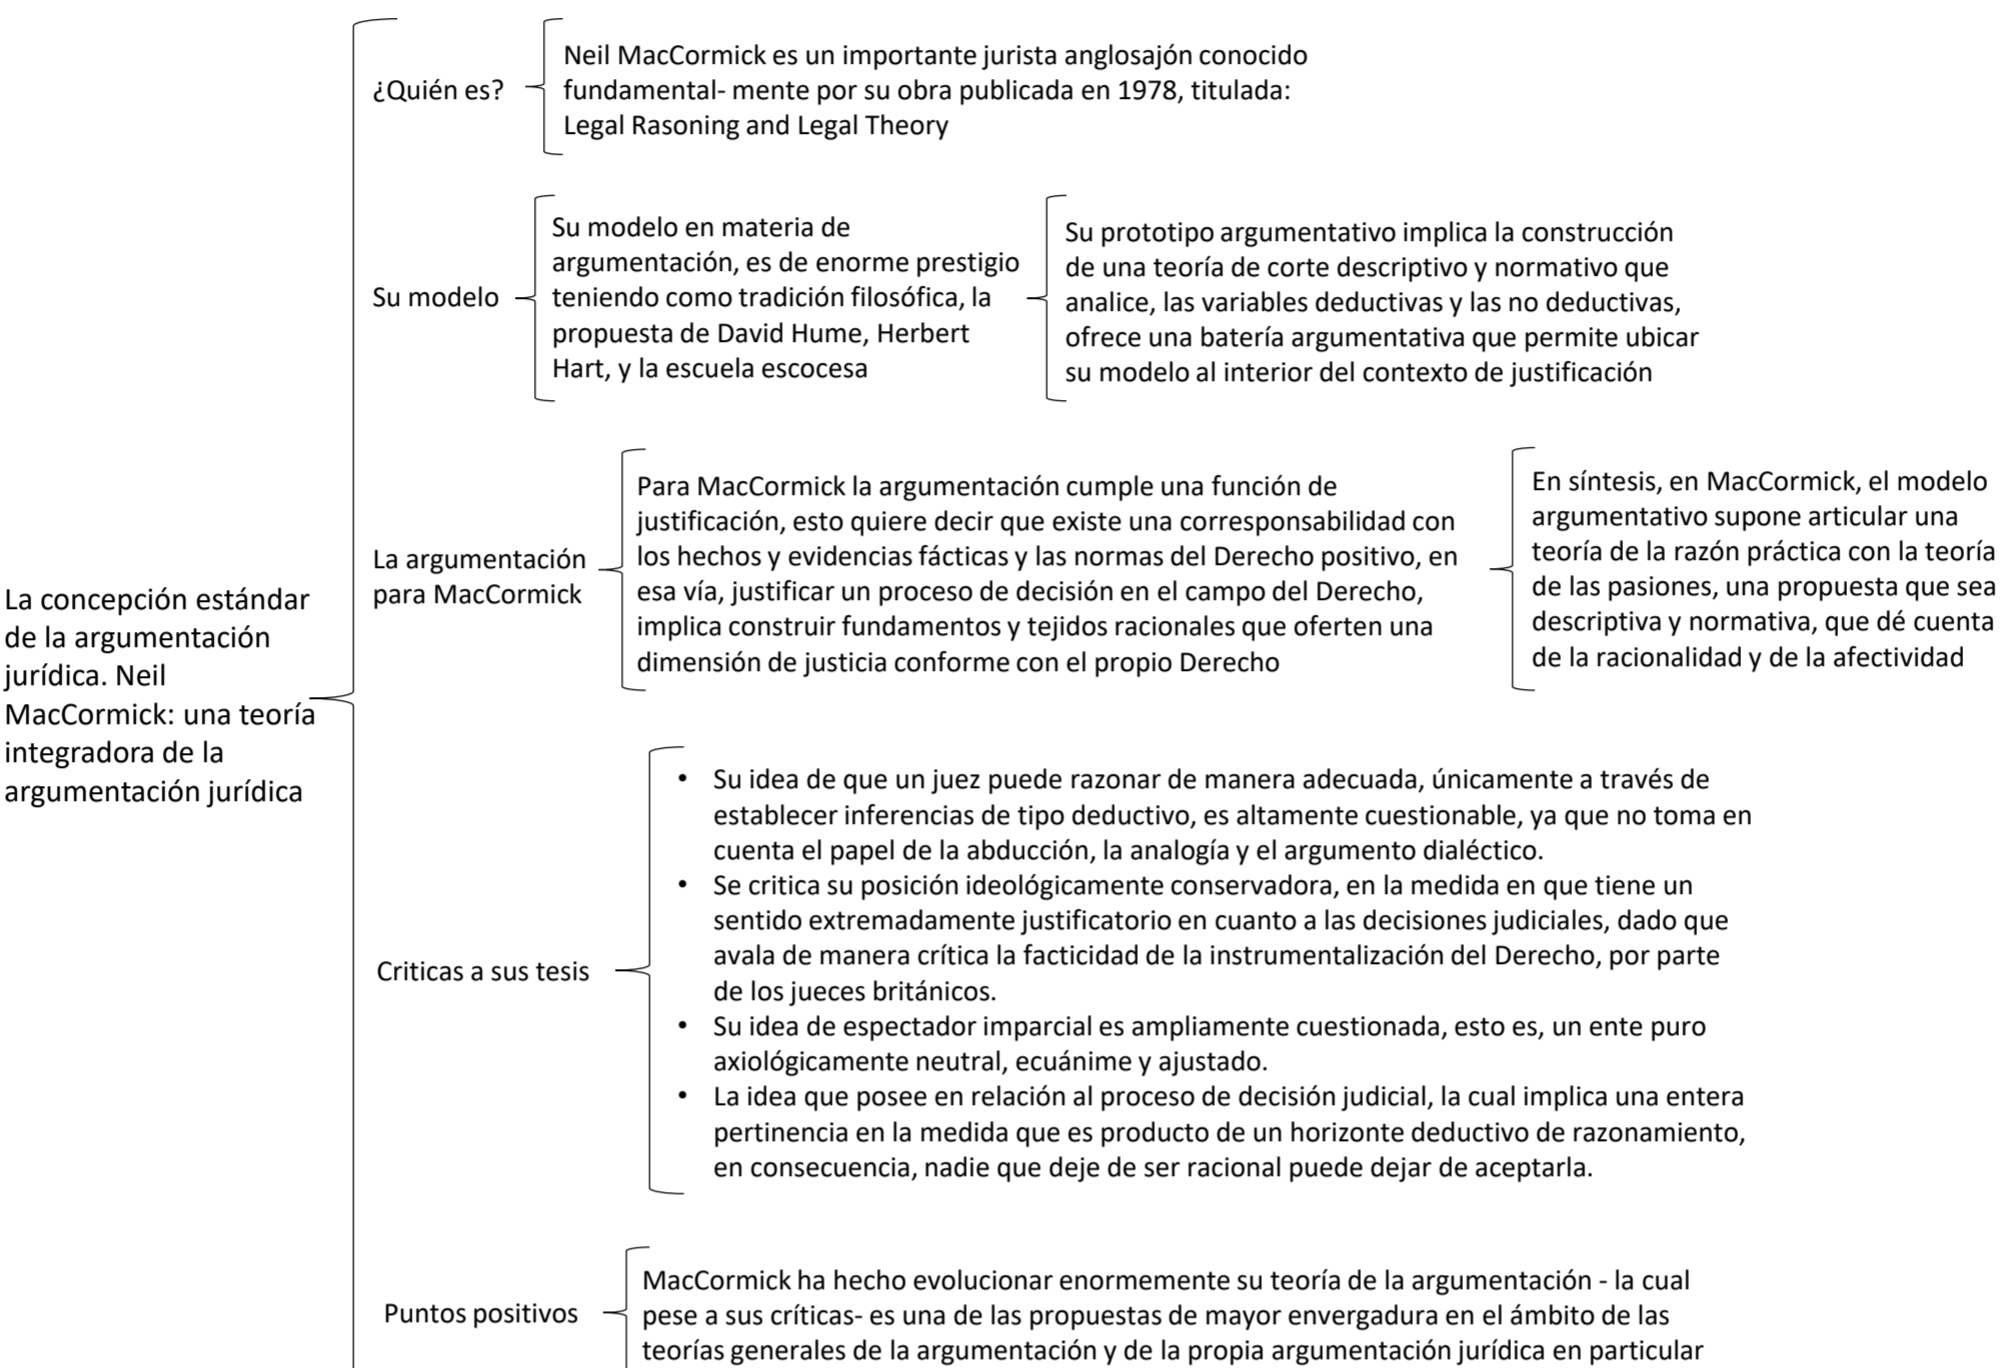 La concepción estándar
de la argumentación
jurídica. Neil
MacCormick: una teoría
integradora de la
argumentación jurídica
¿Quién es?
Neil MacCormick es un importante jurista anglosajón conocido
fundamental- mente por su obra publicada en 1978, titulada:
Legal Rasoning and Legal Theory
Su modelo
Su modelo en materia de
argumentación, es de enorme prestigio
teniendo como tradición filosófica, la
propuesta de David Hume, Herbert
Hart, y la escuela escocesa
Su prototipo argumentativo implica la construcción
de una teoría de corte descriptivo y normativo que
analice, las variables deductivas y las no deductivas,
ofrece una batería argumentativa que permite ubicar
su modelo al interior del contexto de justificación
La argumentación
para MacCormick
Para MacCormick la argumentación cumple una función de
justificación, esto quiere decir que existe una corresponsabilidad con
los hechos y evidencias fácticas y las normas del Derecho positivo, en
esa vía, justificar un proceso de decisión en el campo del Derecho,
implica construir fundamentos y tejidos racionales que oferten una
dimensión de justicia conforme con el propio Derecho
En síntesis, en MacCormick, el modelo
argumentativo supone articular una
teoría de la razón práctica con la teoría
de las pasiones, una propuesta que sea
descriptiva y normativa, que dé cuenta
de la racionalidad y de la afectividad
Criticas a sus tesis
• Su idea de que un juez puede razonar de manera adecuada, únicamente a través de
establecer inferencias de tipo deductivo, es altamente cuestionable, ya que no toma en
cuenta el papel de la abducción, la analogía y el argumento dialéctico.
• Se critica su posición ideológicamente conservadora, en la medida en que tiene un
sentido extremadamente justificatorio en cuanto a las decisiones judiciales, dado que
avala de manera crítica la facticidad de la instrumentalización del Derecho, por parte
de los jueces británicos.
• Su idea de espectador imparcial es ampliamente cuestionada, esto es, un ente puro
axiológicamente neutral, ecuánime y ajustado.
• La idea que posee en relación al proceso de decisión judicial, la cual implica una entera
pertinencia en la medida que es producto de un horizonte deductivo de razonamiento,
en consecuencia, nadie que deje de ser racional puede dejar de aceptarla.
Puntos positivos
MacCormick ha hecho evolucionar enormemente su teoría de la argumentación - la cual
pese a sus críticas- es una de las propuestas de mayor envergadura en el ámbito de las
teorías generales de la argumentación y de la propia argumentación jurídica en particular